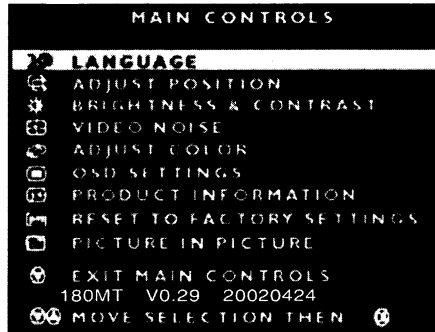 MAIN CONTROLS
LANGUAGE
ADJUST POSITION
BRIGHTNESS & CONTRAST
VIDEO NOISE
ADJUST COLOR
OSD SETTINGS
PRODUCT INFORMATION
RESET TO FACTORY SETTINGS
PICTURE IN PICTURE
EXIT MAIN CONTROLS
180MT V0.29 20020424
MOVE SELECTION THEN